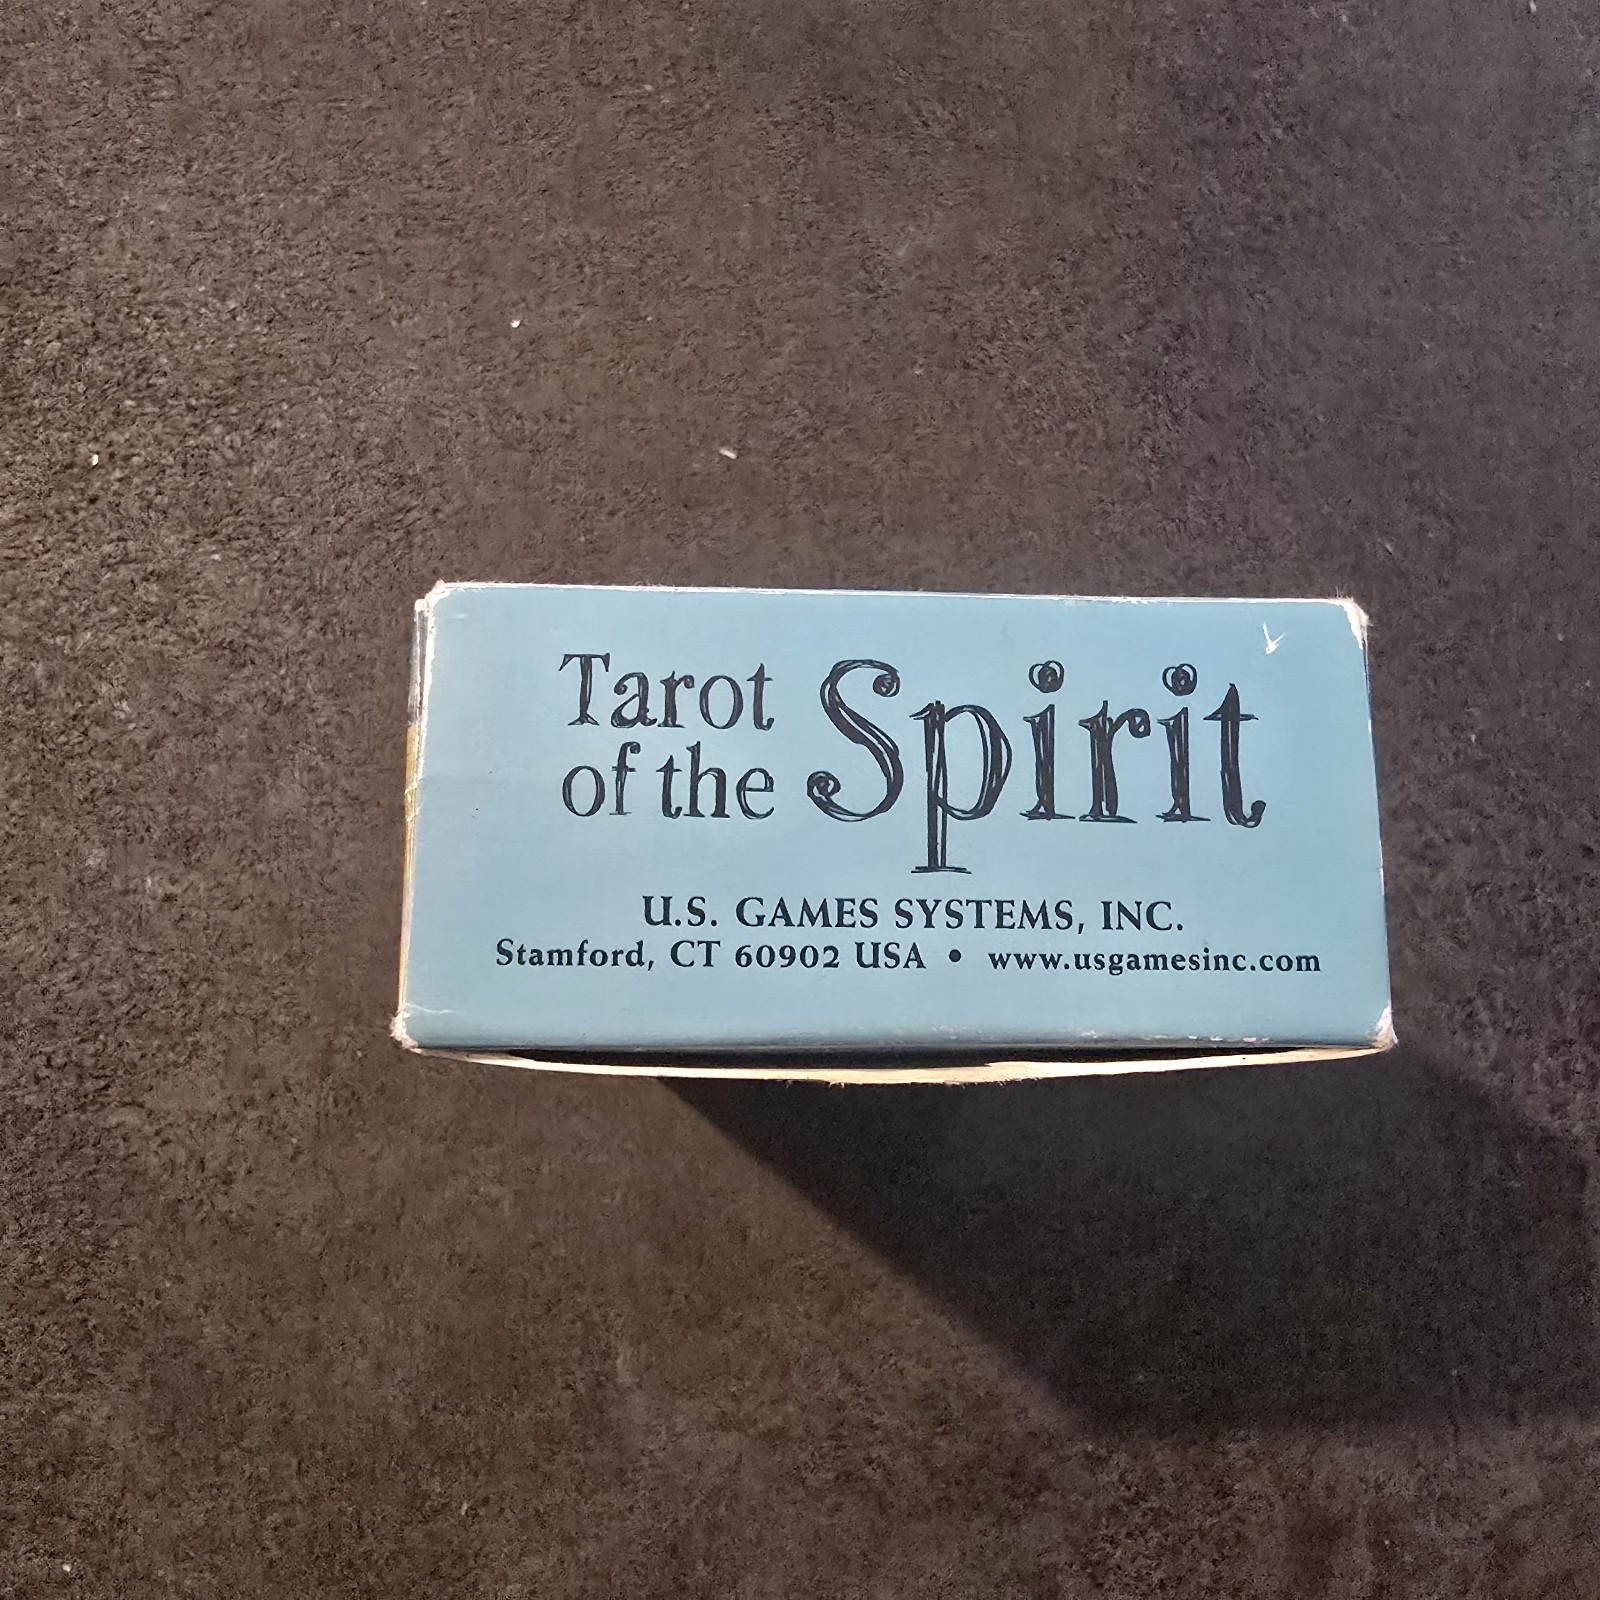 Tarot
of the Spirit
U.S. GAMES SYSTEMS, INC.
Stamford, CT 60902 USA • www.usgamesinc.com